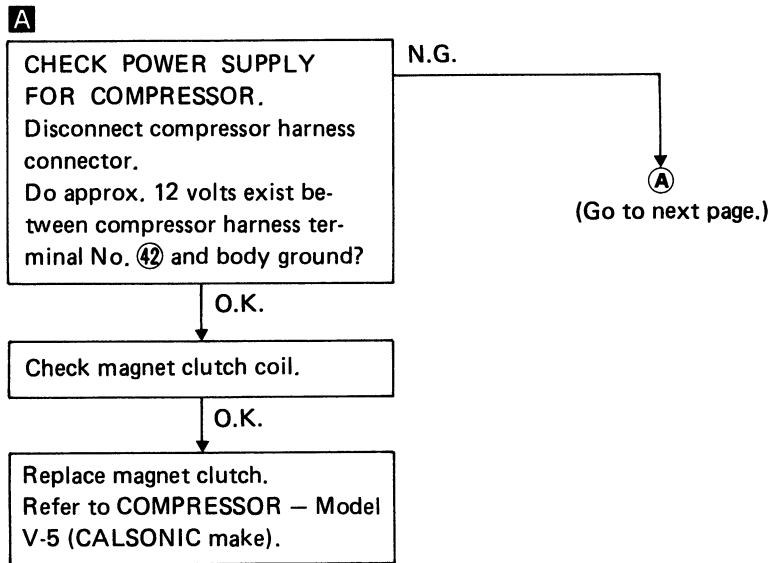 A
CHECK POWER SUPPLY
FOR COMPRESSOR.
Disconnect compressor harness
connector.
Do approx. 12 volts exist be-
tween compressor harness ter-
minal No. ㊷ and body ground?
N.G.
Ⓐ
(Go to next page.)
O.K.
Check magnet clutch coil.
O.K.
Replace magnet clutch.
Refer to COMPRESSOR — Model
V-5 (CALSONIC make).